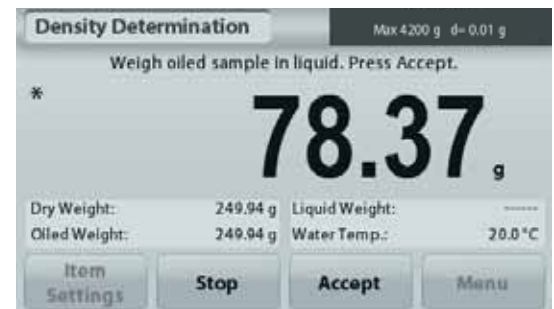 Density Determination Max 4200 g d= 0.01 g
Weigh oiled sample in liquid. Press Accept.
*
78.37 g
Dry Weight: 249.94 g Liquid Weight: ------
Oiled Weight: 249.94 g Water Temp.: 20.0°C
Item Settings Stop Accept Menu